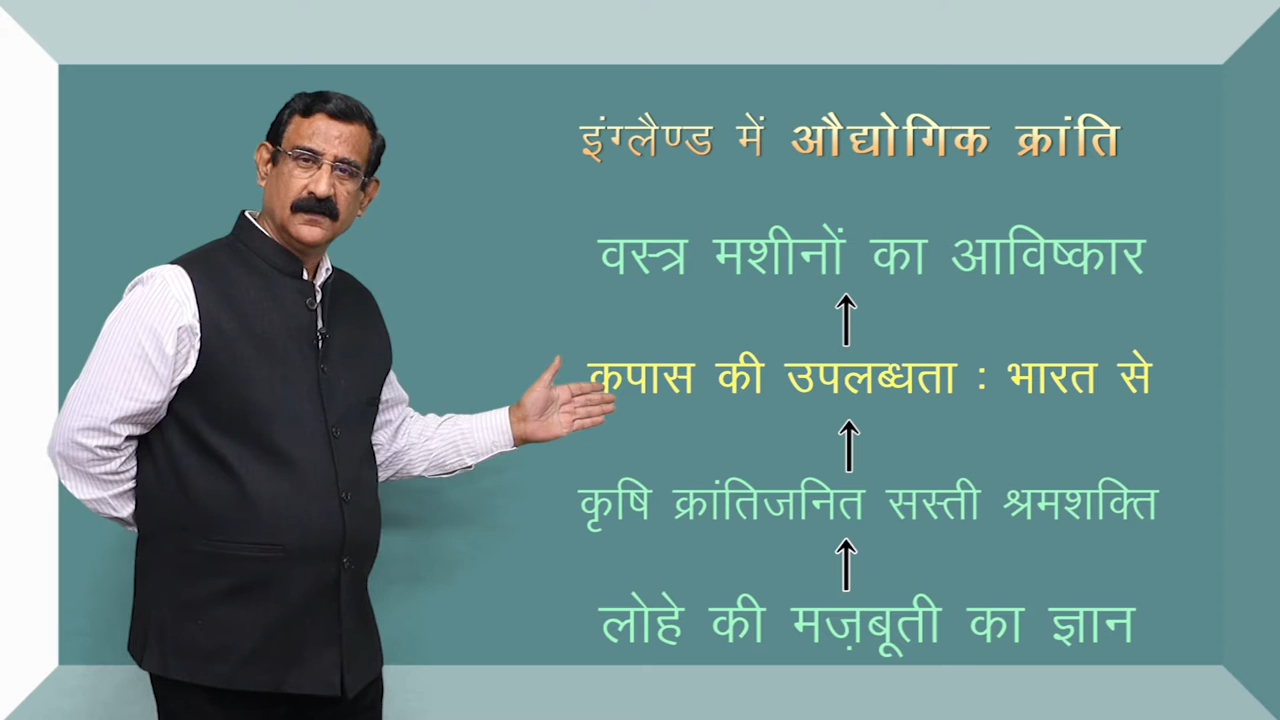 इंग्लैण्ड में औद्योगिक क्रांति
वस्त्र मशीनों का आविष्कार
कपास की उपलब्धता : भारत से
कृषि क्रांतिजनित सस्ती श्रमशक्ति
लोहे की मज़बूती का ज्ञान